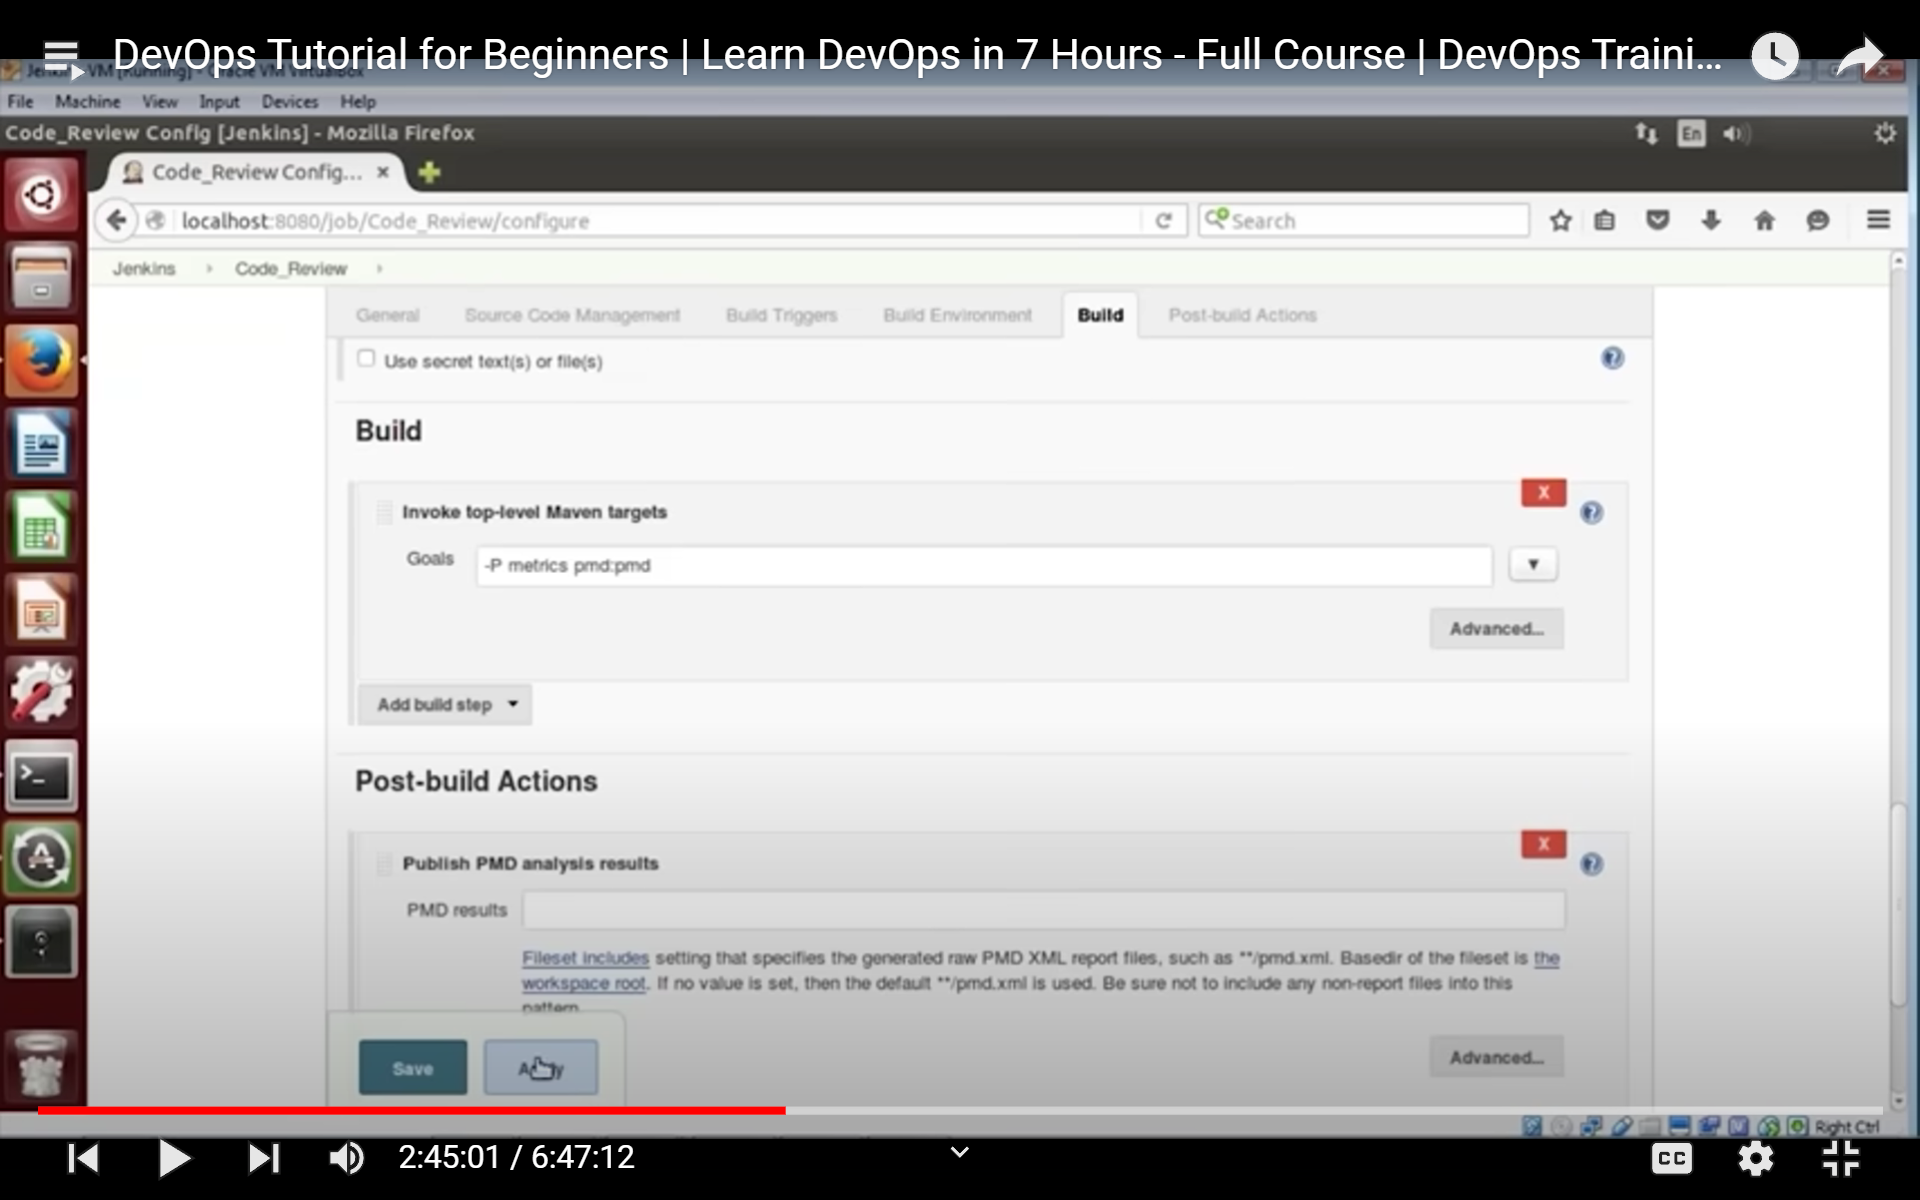 DevOps Tutorial for Beginners | Learn DevOps in 7 Hours - Full Course | DevOps Traini...
File Machine View Input Devices Help
Code_Review Config [Jenkins] - Mozilla Firefox
En
Code_Review Config...
localhost:8080/job/Code_Review/configure
Search
Jenkins
Code_Review
General
Source Code Management
Build Triggers
Build Environment
Build
Post-build Actions
Use secret text(s) or file(s)
Build
X
Invoke top-level Maven targets
Goals
-P metrics pmd:pmd
Advanced...
Add build step
Post-build Actions
X
Publish PMD analysis results
PMD results
Fileset includes setting that specifies the generated raw PMD XML report files, such as **/pmd.xml. Basedir of the fileset is the
workspace root. If no value is set, then the default **/pmd.xml is used. Be sure not to include any non-report files into this
pattern.
Save
Advanced...
Right Ctrl
2:45:01 / 6:47:12
CC